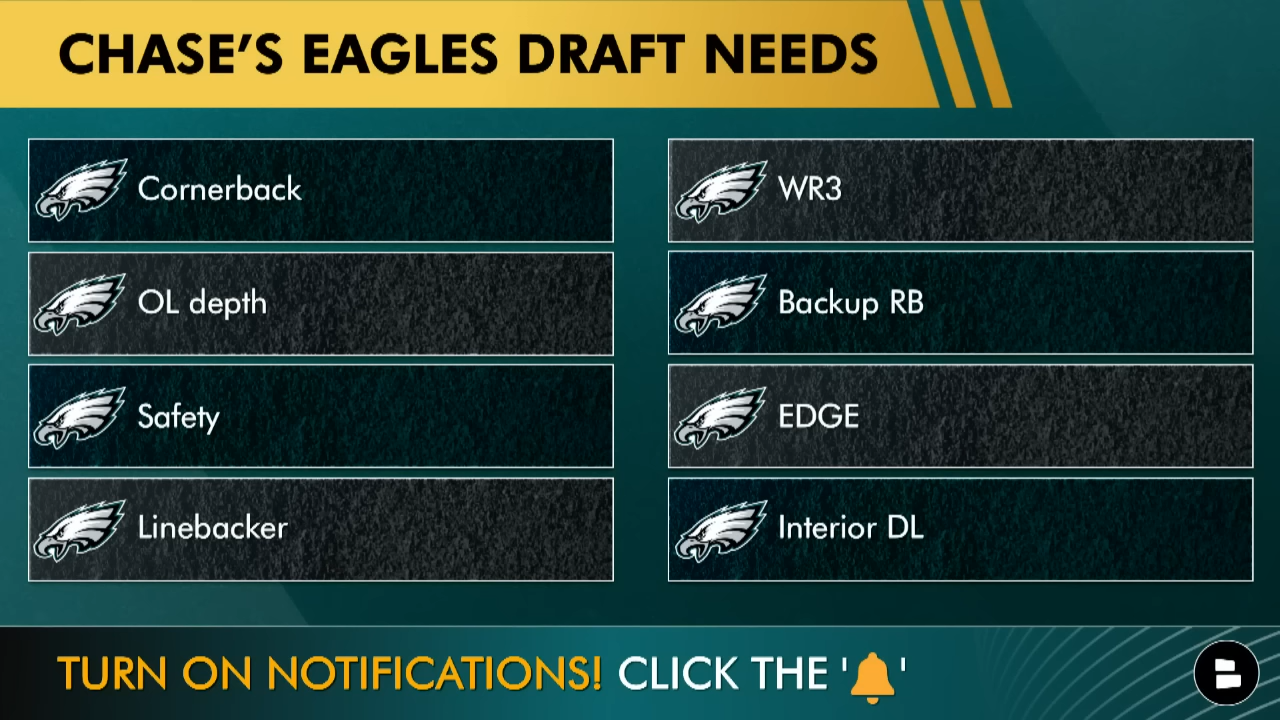 CHASE'S EAGLES DRAFT NEEDS
Cornerback
OL depth
Safety
Linebacker
WR3
Backup RB
EDGE
Interior DL
TURN ON NOTIFICATIONS! CLICK THE ' '